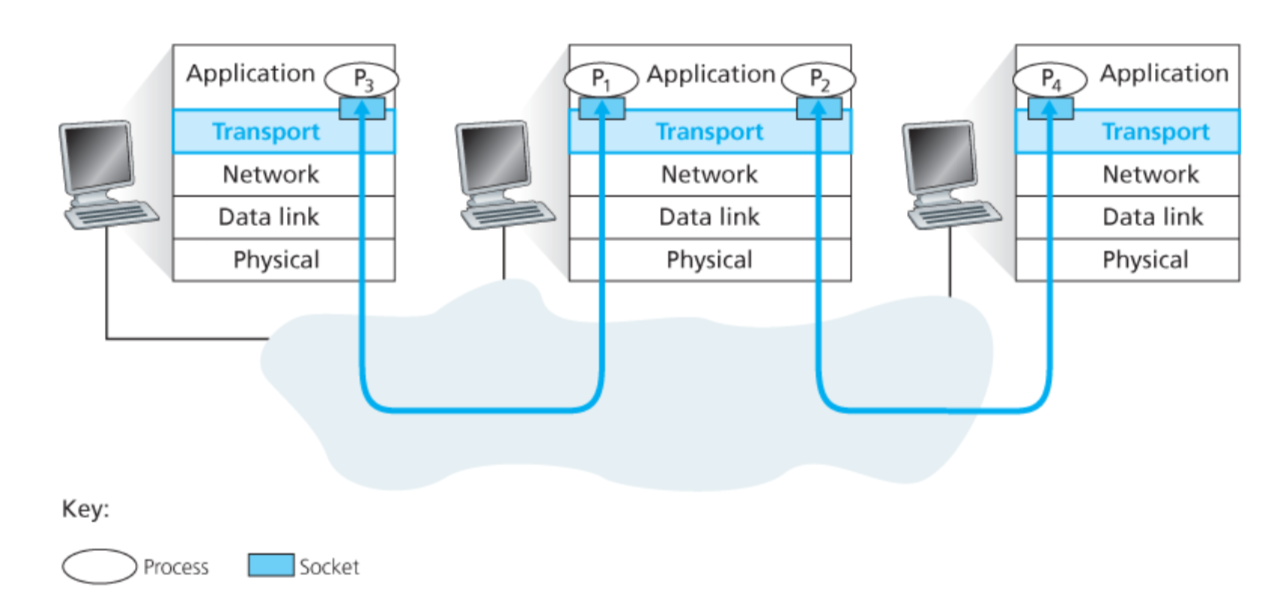 Application P₃
Transport
Network
Data link
Physical
P₁ Application P₂
Transport
Network
Data link
Physical
P₄ Application
Transport
Network
Data link
Physical
Key:
Process Socket